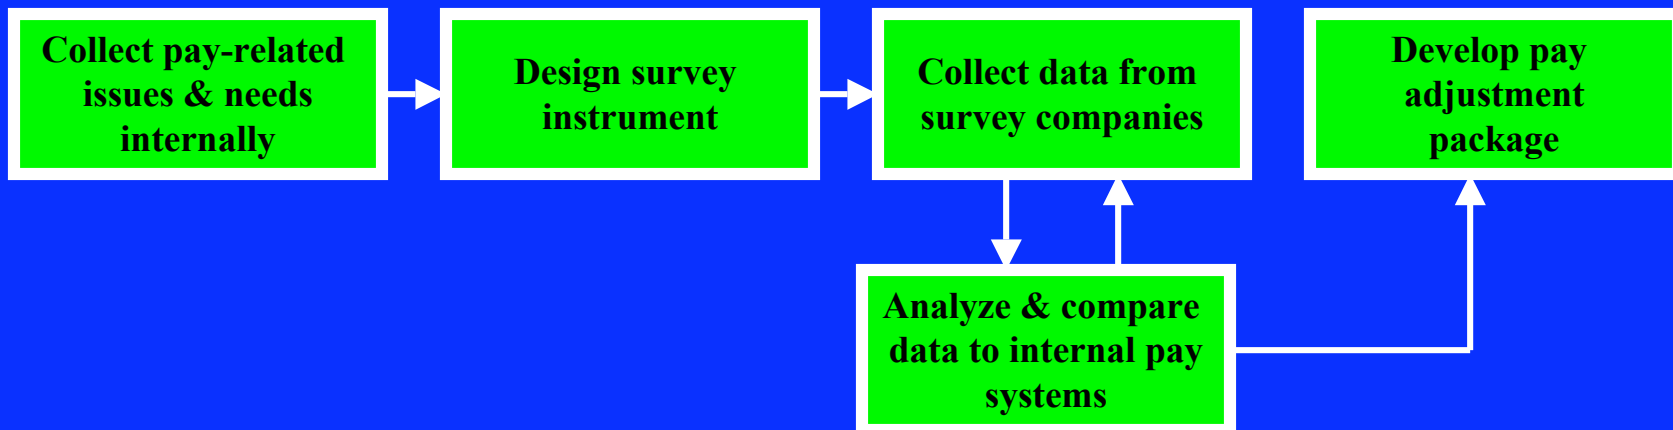 Collect pay-related
issues & needs
internally
Design survey
instrument
Collect data from
survey companies
Develop pay
adjustment
package
Analyze & compare
data to internal pay
systems